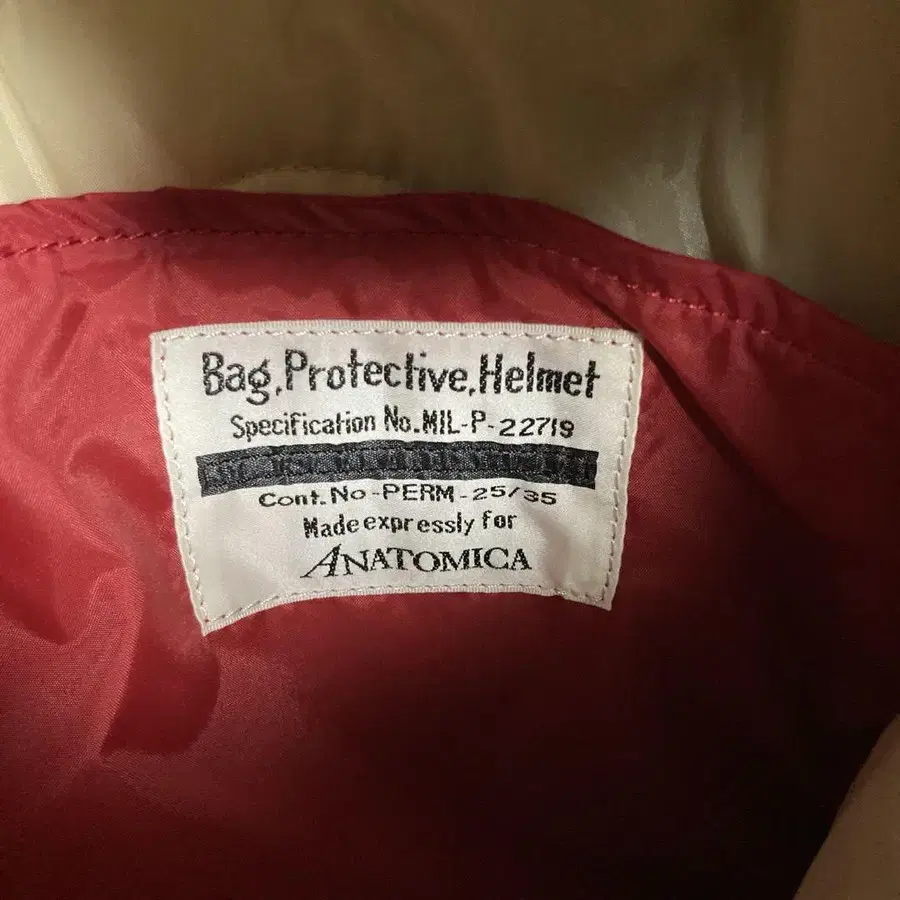 Bag,Protective,Helmet
Specification No.MIL-P-22719
Cont.No-PERM-25/35
Made expressly for
ANATOMICA